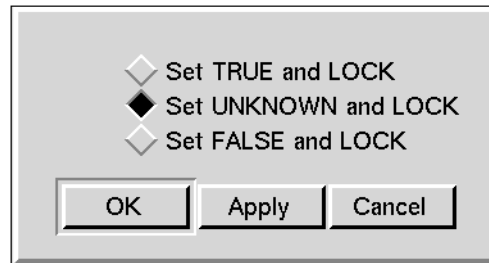 Set TRUE and LOCK
Set UNKNOWN and LOCK
Set FALSE and LOCK
OK Apply Cancel